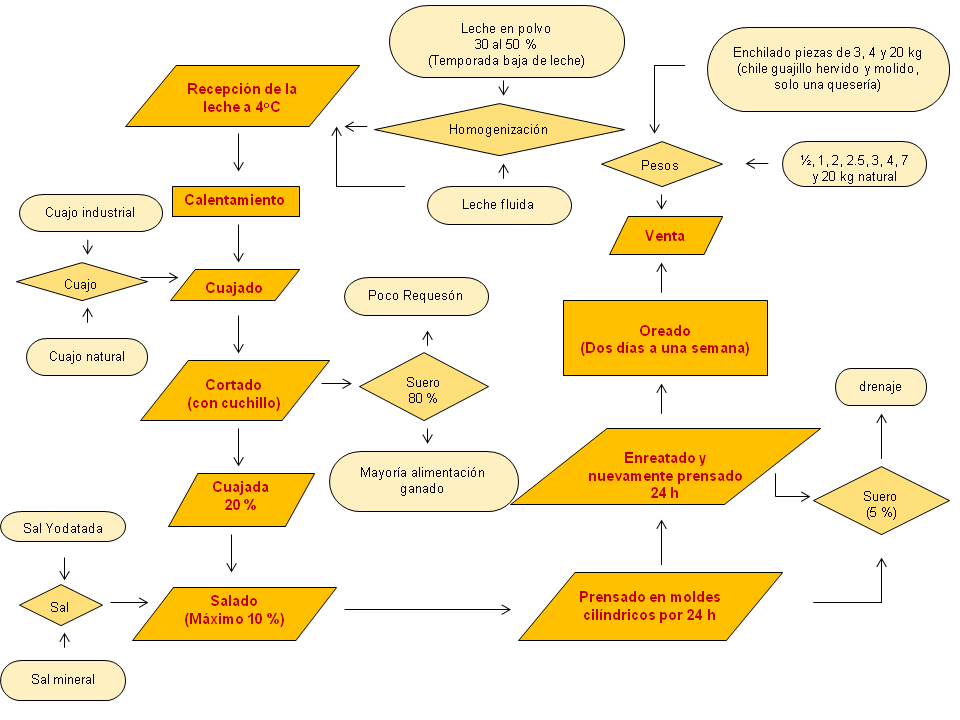 Leche en polvo
30 al 50 %
(Temporada baja de leche)
Enchilado piezas de 3, 4 y 20 kg
(chile guajillo hervido y molido,
solo una quesería)
Recepción de la
leche a 4°C
Homogenización
Pesos
½, 1, 2, 2.5, 3, 4, 7
y 20 kg natural
Calentamiento
Leche fluida
Cuajo industrial
Venta
Cuajo
Cuajado
Poco Requesón
Cuajo natural
Oreado
(Dos días a una semana)
Cortado
(con cuchillo)
Suero
80 %
drenaje
Mayoría alimentación
ganado
Enreatado y
nuevamente prensado
24 h
Cuajada
20 %
Suero
(5 %)
Sal Yodatada
Sal
Salado
(Máximo 10 %)
Prensado en moldes
cilíndricos por 24 h
Sal mineral